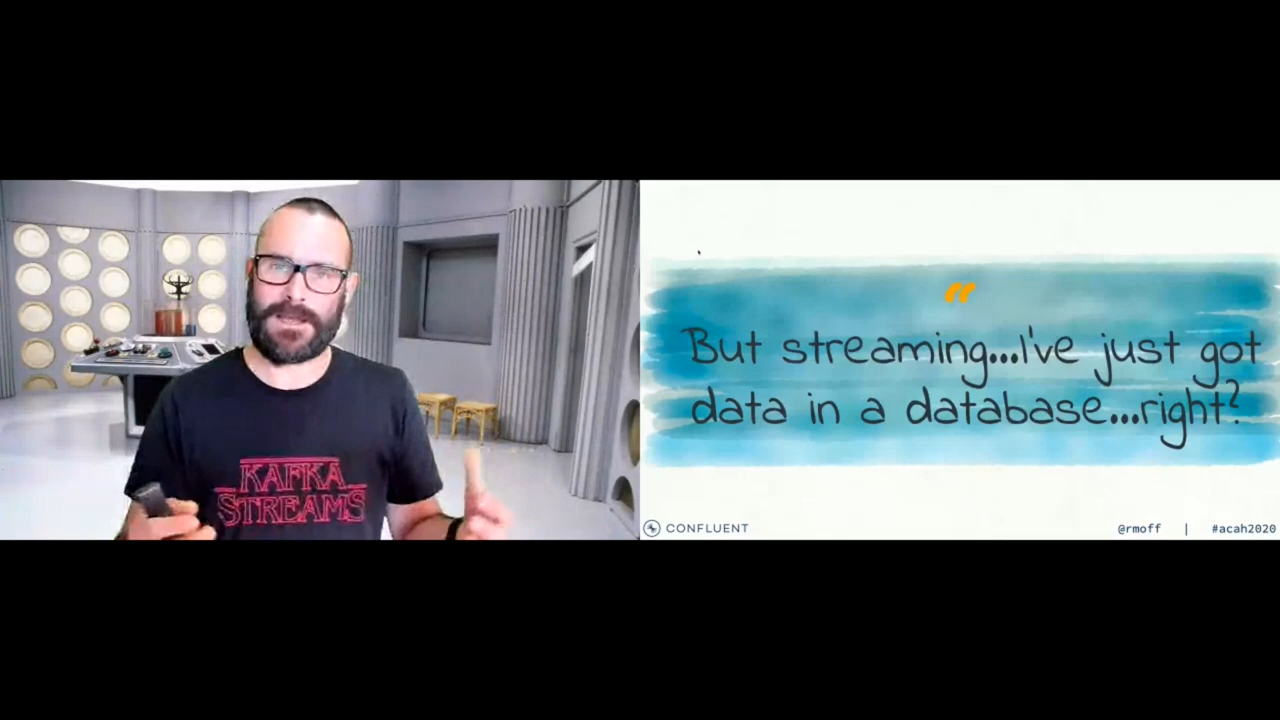 KAFKA
STREAMS
“
But streaming...I've just got
data in a database...right?
CONFLUENT
@rmoff | #acah2020